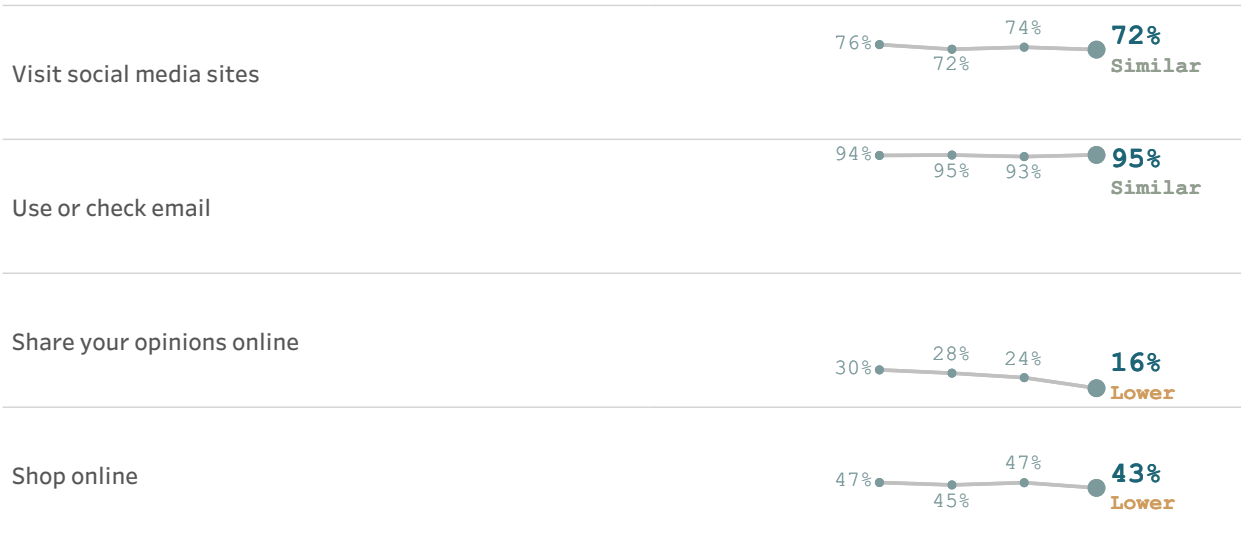 Visit social media sites
76%
72%
74%
72%
Similar
Use or check email
94%
95%
93%
95%
Similar
Share your opinions online
30%
28%
24%
16%
Lower
Shop online
47%
45%
47%
43%
Lower